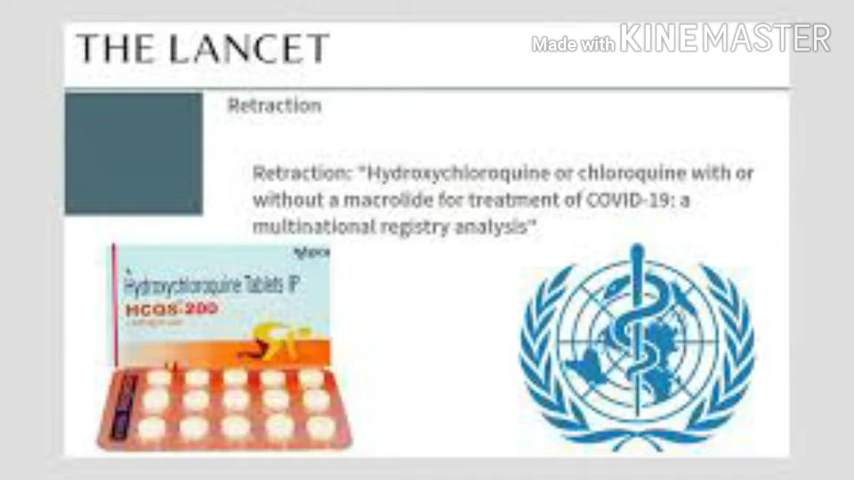 THE LANCET
Made with KINEMASTER
Retraction
Retraction: "Hydroxychloroquine or chloroquine with or
without a macrolide for treatment of COVID-19: a
multinational registry analysis"
Hydroxychloroquine Tablets IP
HCQS 200